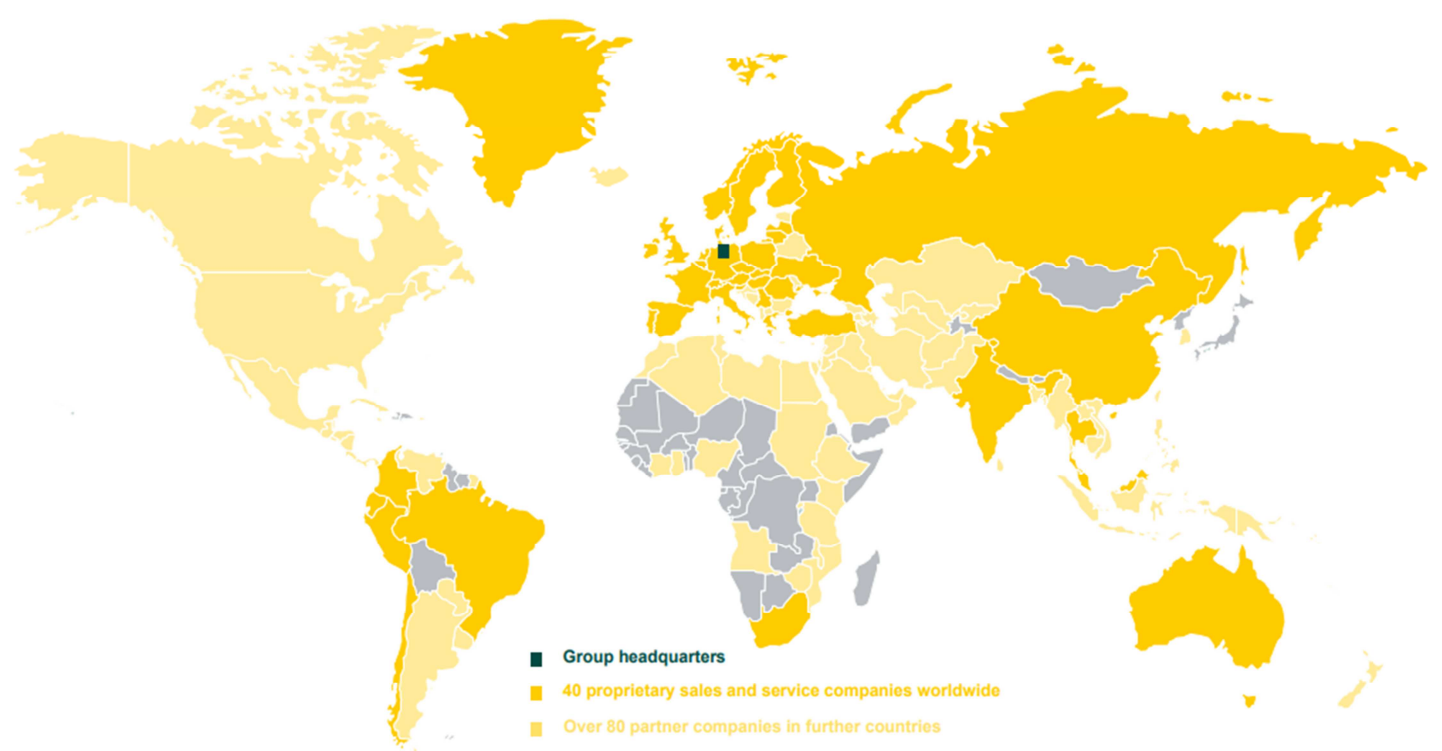 Group headquarters
40 proprietary sales and service companies worldwide
Over 80 partner companies in further countries